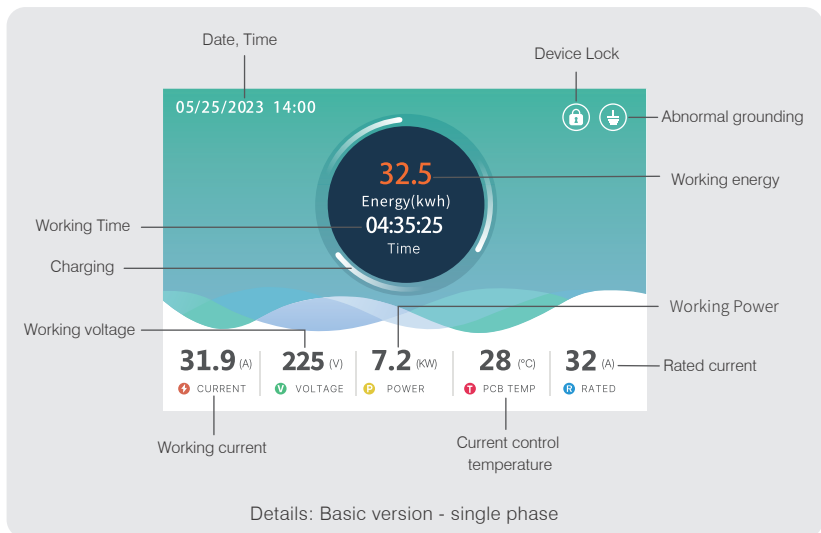 Date, Time
Device Lock
05/25/2023 14:00
Abnormal grounding
32.5
Working energy
Energy(kwh)
Working Time
04:35:25
Time
Charging
Working Power
Working voltage
31.9 (A) 225 (V) 7.2 (KW) 28 (°C) 32 (A)
Rated current
CURRENT V VOLTAGE P POWER T PCB TEMP R RATED
Working current
Current control
temperature
Details: Basic version - single phase